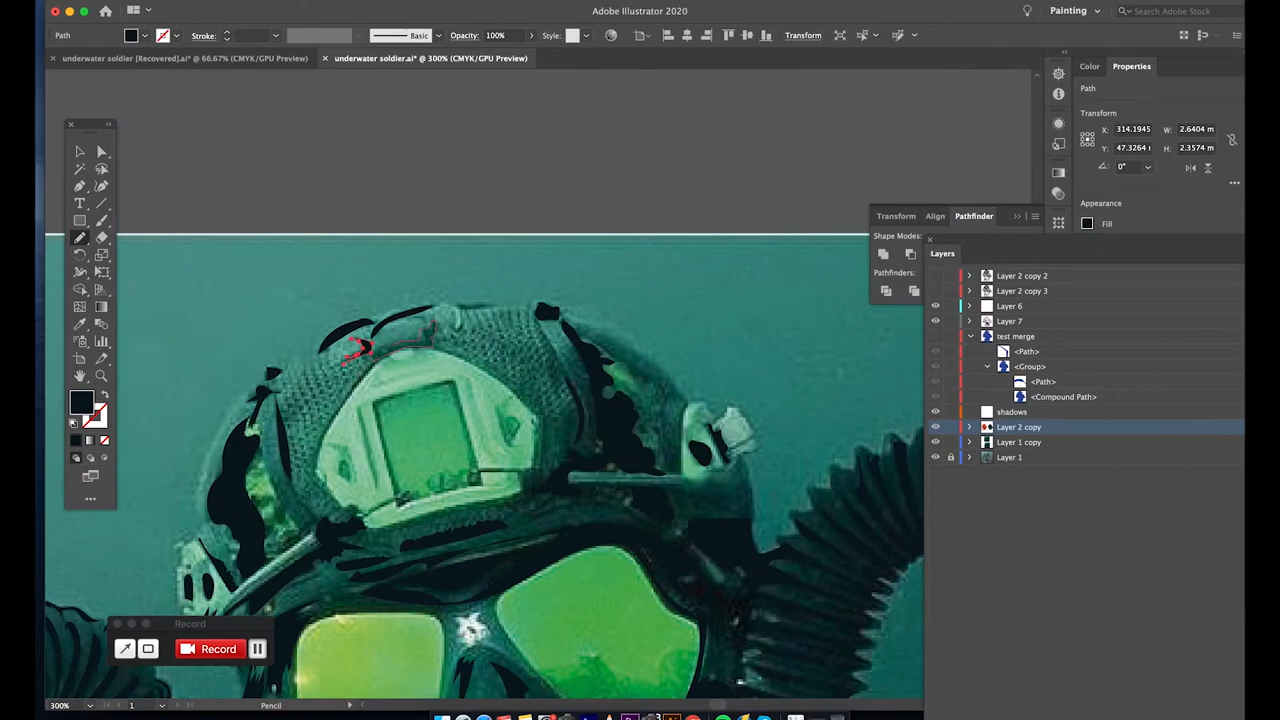 Adobe Illustrator 2020
Painting
Search Adobe Stock
Path
Stroke:
Basic
Opacity:
100%
Style:
Transform
× underwater soldier [Recovered].ai* @ 66.67% (CMYK/GPU Preview)
× underwater soldier.ai* @ 300% (CMYK/GPU Preview)
Color
Properties
Path
Transform
X: 314.1945
W: 2.6404 m
Y: 47.3264
H: 2.3574 m
0°
Appearance
Fill
Transform
Align
Pathfinder
Shape Modes:
Pathfinders:
Layers
Layer 2 copy 2
Layer 2 copy 3
Layer 6
Layer 7
test merge
<Path>
<Group>
<Path>
<Compound Path>
shadows
Layer 2 copy
Layer 1 copy
Layer 1
Record
Record
300%
1
Pencil